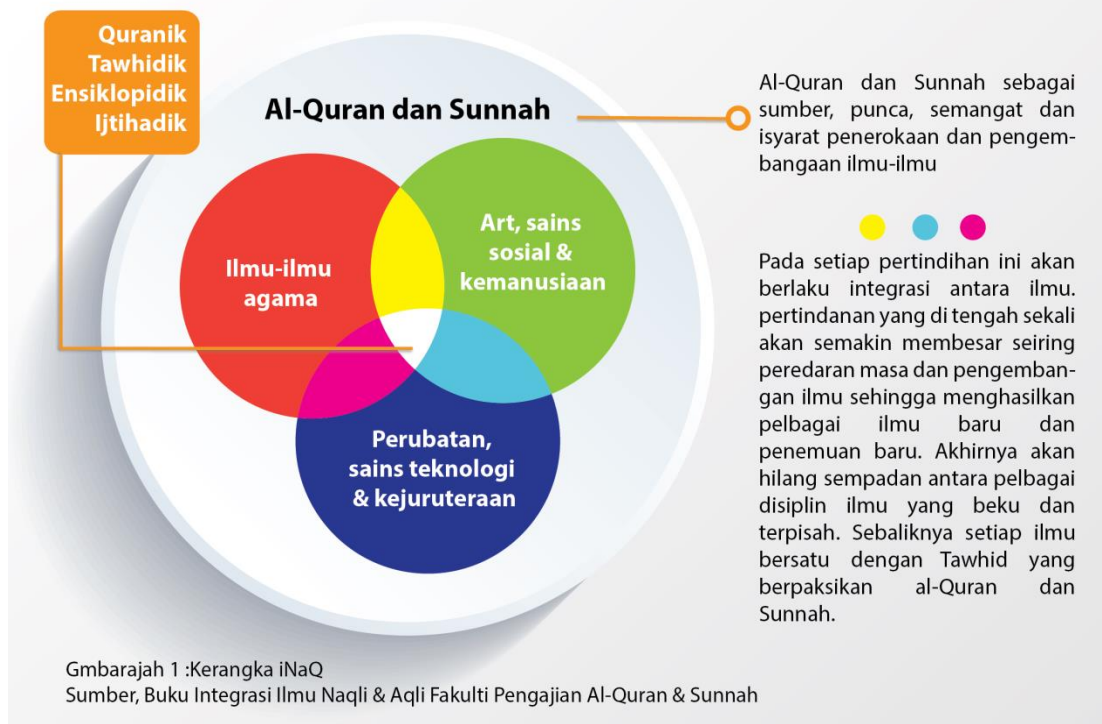 Quranik
Tawhidik
Ensiklopidik
Ijtihadik
Al-Quran dan Sunnah
Ilmu-ilmu
agama
Art, sains
sosial &
kemanusiaan
Perubatan,
sains teknologi
& kejuruteraan
Al-Quran dan Sunnah sebagai
sumber, punca, semangat dan
isyarat penerokaan dan pengem-
bangaan ilmu-ilmu
Pada setiap pertindihan ini akan
berlaku integrasi antara ilmu.
pertindanan yang di tengah sekali
akan semakin membesar seiring
peredaran masa dan pengemban-
gan ilmu sehingga menghasilkan
pelbagai ilmu baru dan
penemuan baru. Akhirnya akan
hilang sempadan antara pelbagai
disiplin ilmu yang beku dan
terpisah. Sebaliknya setiap ilmu
bersatu dengan Tawhid yang
berpaksikan al-Quran dan
Sunnah.
Gmbarajah 1 :Kerangka iNaQ
Sumber, Buku Integrasi Ilmu Naqli & Aqli Fakulti Pengajian Al-Quran & Sunnah